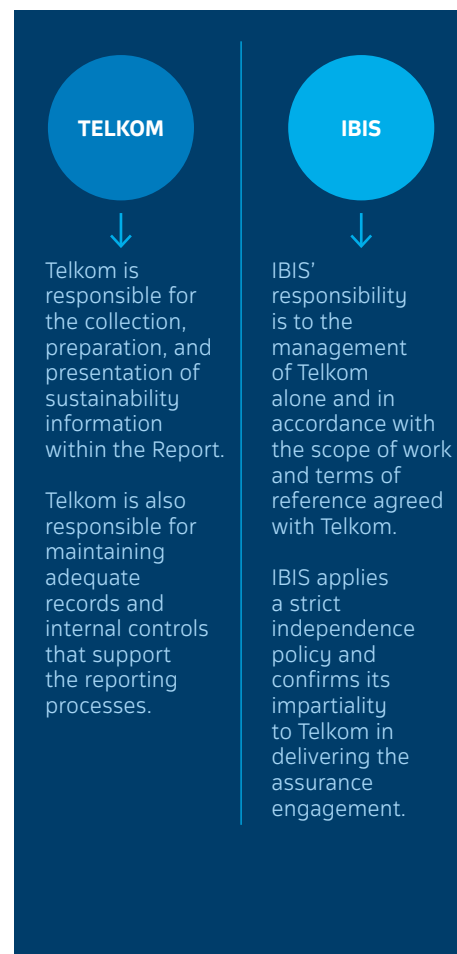 TELKOM
Telkom is
responsible for
the collection,
preparation, and
presentation of
sustainability
information
within the Report.
Telkom is also
responsible for
maintaining
adequate
records and
internal controls
that support
the reporting
processes.
IBIS
IBIS’
responsibility
is to the
management
of Telkom
alone and in
accordance with
the scope of work
and terms of
reference agreed
with Telkom.
IBIS applies
a strict
independence
policy and
confirms its
impartiality
to Telkom in
delivering the
assurance
engagement.